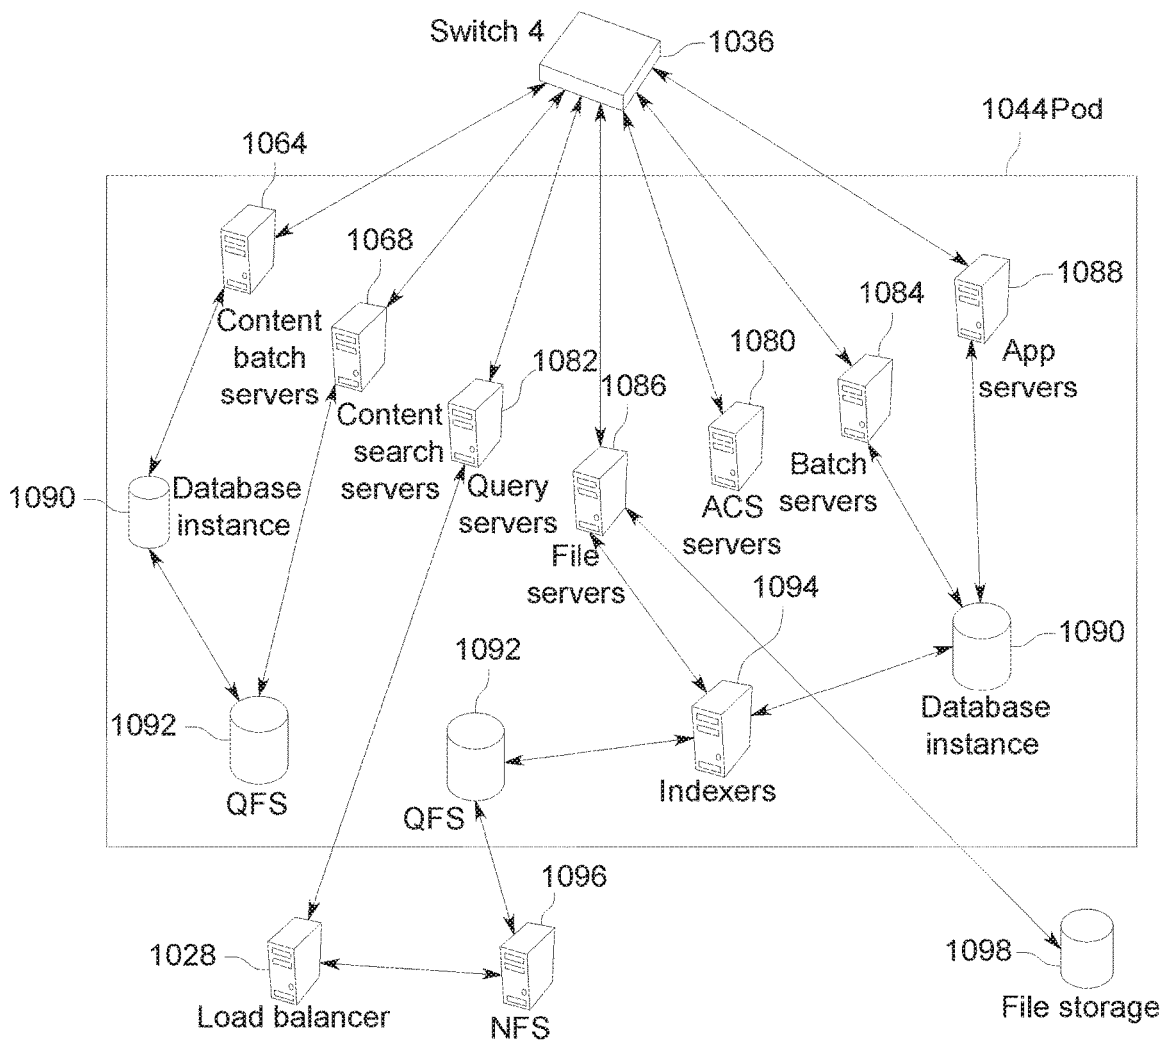 Switch 4
1036
1044Pod
1064
1068
1082
1086
1080
1084
1088
Content
batch
servers
Content
search
servers
Query
servers
File
servers
ACS
servers
Batch
servers
App
servers
1090
Database
instance
1094
1090
Database
instance
1092
QFS
1092
QFS
Indexers
1028
Load balancer
1096
NFS
1098
File storage